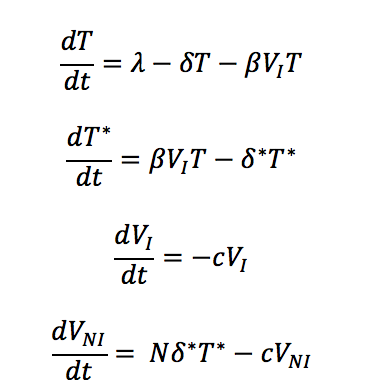 dT/dt = λ − δT − βV_I T
dT*/dt = βV_I T − δ*T*
dV_I/dt = −cV_I
dV_NI/dt = Nδ*T* − cV_NI